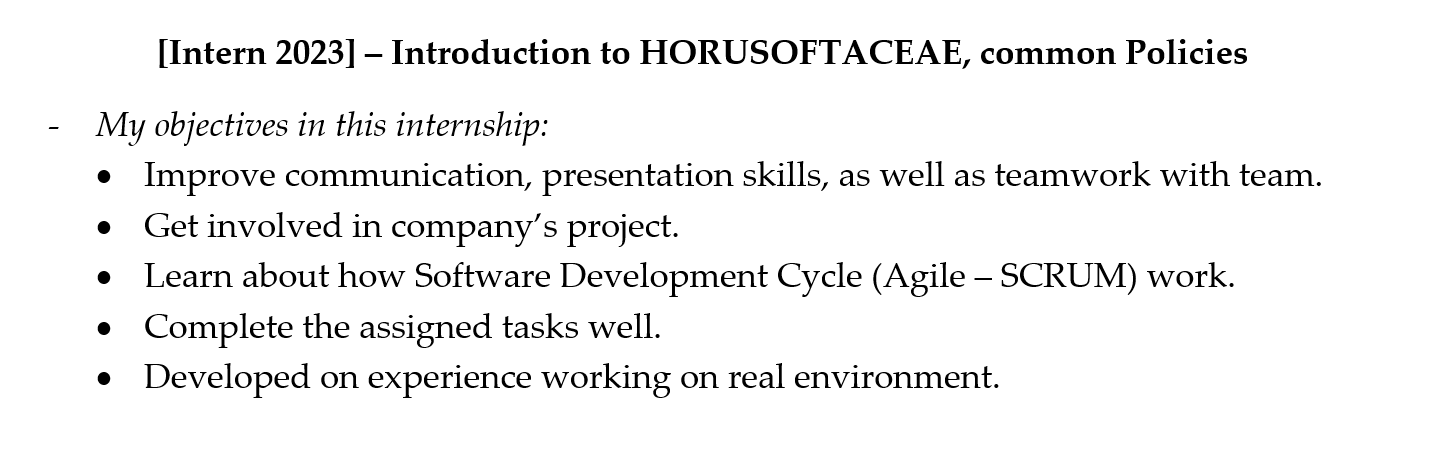 [Intern 2023] – Introduction to HORUSOFTACEAE, common Policies
- My objectives in this internship:
• Improve communication, presentation skills, as well as teamwork with team.
• Get involved in company’s project.
• Learn about how Software Development Cycle (Agile – SCRUM) work.
• Complete the assigned tasks well.
• Developed on experience working on real environment.